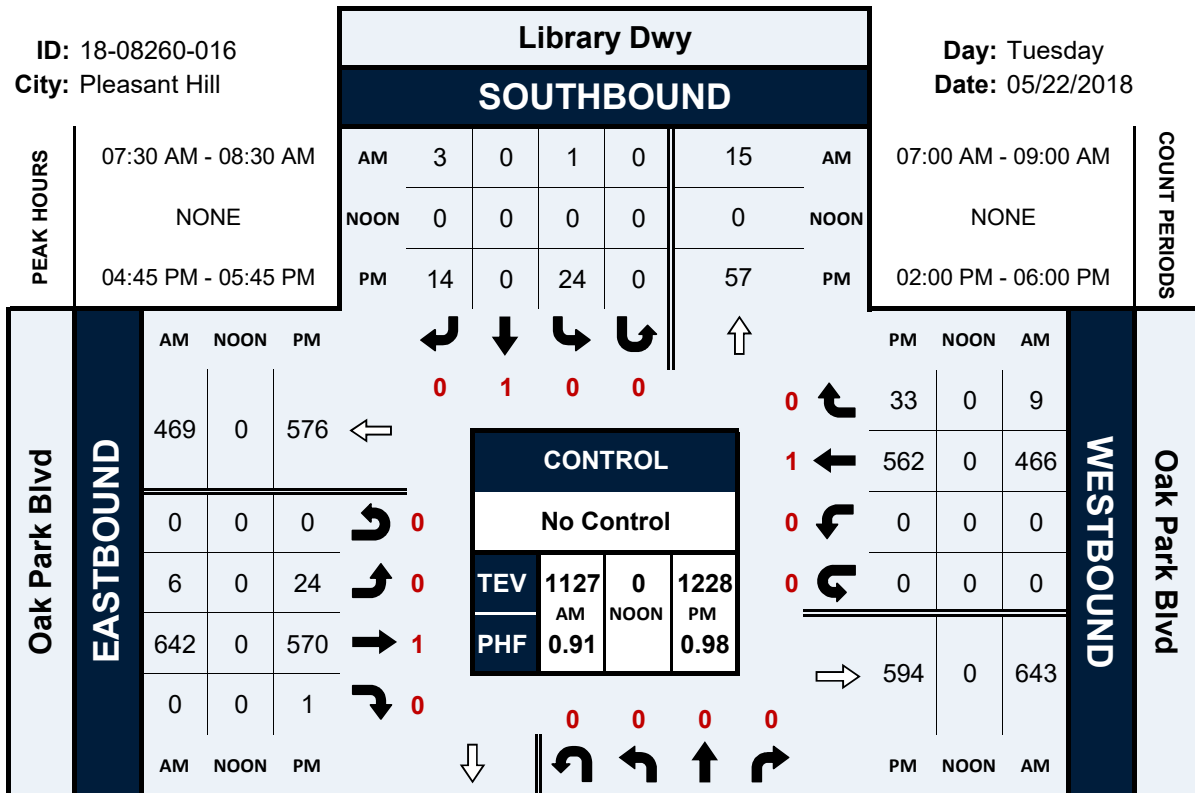 Library Dwy
ID: 18-08260-016
Day: Tuesday
City: Pleasant Hill
Date: 05/22/2018
SOUTHBOUND
PEAK HOURS
07:30 AM - 08:30 AM
NONE
04:45 PM - 05:45 PM
AM 3 0 1 0 15 AM
NOON 0 0 0 0 0 NOON
PM 14 0 24 0 57 PM
07:00 AM - 09:00 AM
NONE
02:00 PM - 06:00 PM
COUNT PERIODS
0 1 0 0
Oak Park Blvd
EASTBOUND
AM NOON PM
469 0 576
0 0 0 0
6 0 24 0
642 0 570 1
0 0 1 0
AM NOON PM
CONTROL
No Control
TEV 1127 0 1228
AM NOON PM
PHF 0.91 0.98
PM NOON AM
0 33 0 9
1 562 0 466
0 0 0 0
0 0 0 0
594 0 643
PM NOON AM
WESTBOUND
Oak Park Blvd
0 0 0 0